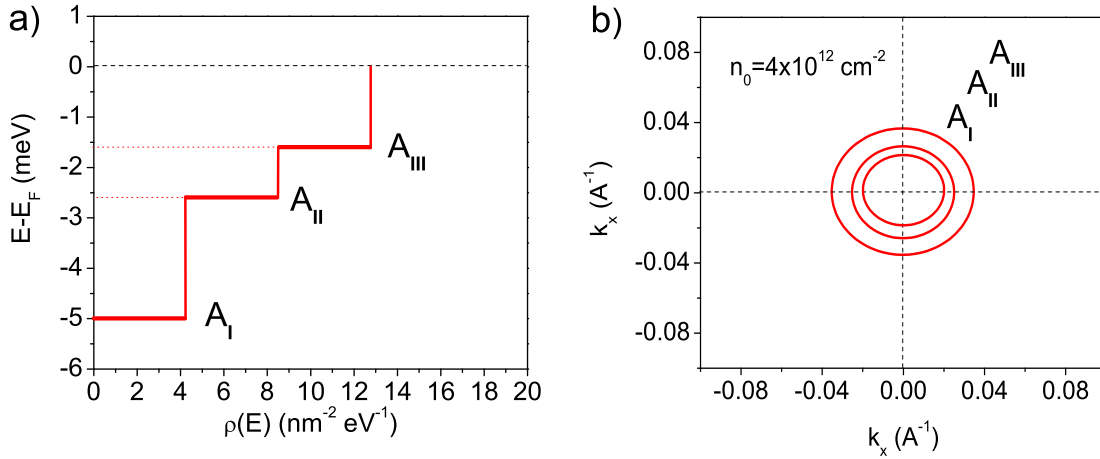 a)
E-E_F (meV)
1
0
-1
-2
-3
-4
-5
-6
A_I
A_II
A_III
0 2 4 6 8 10 12 14 16 18 20
ρ(E) (nm⁻² eV⁻¹)
b)
n₀=4x10¹² cm⁻²
A_III
A_II
A_I
k_x (A⁻¹)
0.08
0.04
0.00
-0.04
-0.08
-0.08 -0.04 0.00 0.04 0.08
k_x (A⁻¹)